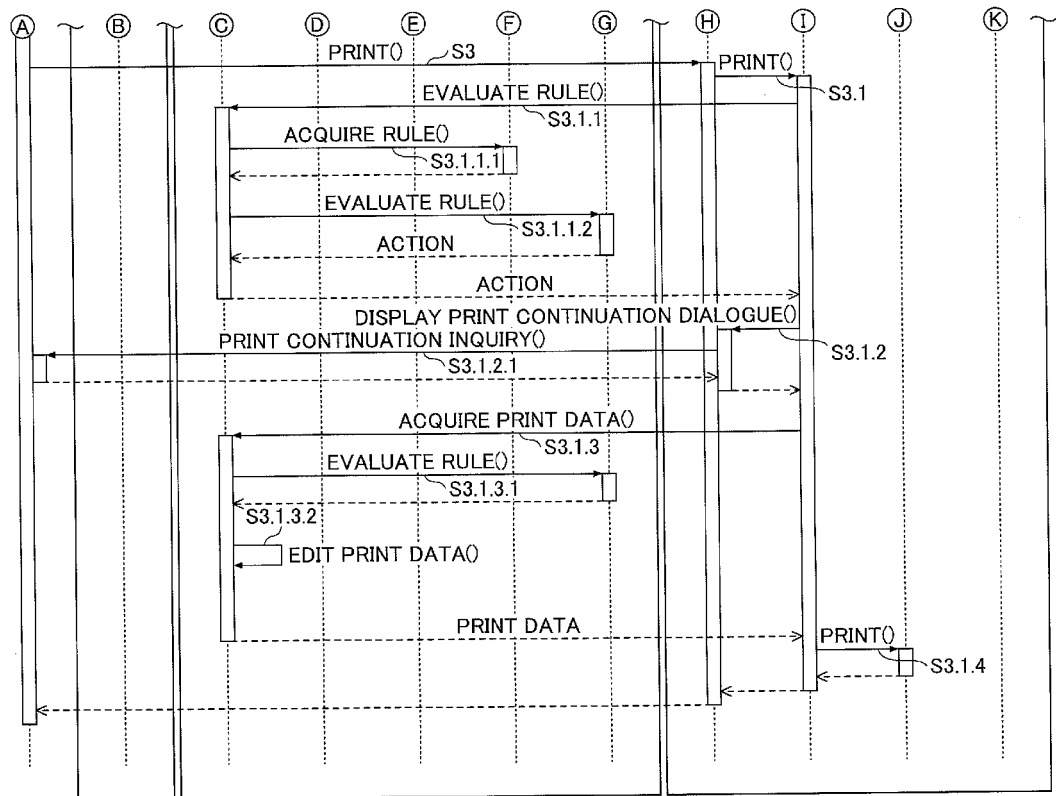 A B C D E F G H I J K
PRINT() S3
PRINT()
S3.1
EVALUATE RULE()
S3.1.1
ACQUIRE RULE()
S3.1.1.1
EVALUATE RULE()
S3.1.1.2
ACTION
ACTION
DISPLAY PRINT CONTINUATION DIALOGUE()
PRINT CONTINUATION INQUIRY()
S3.1.2
S3.1.2.1
ACQUIRE PRINT DATA()
S3.1.3
EVALUATE RULE()
S3.1.3.1
S3.1.3.2
EDIT PRINT DATA()
PRINT DATA
PRINT()
S3.1.4